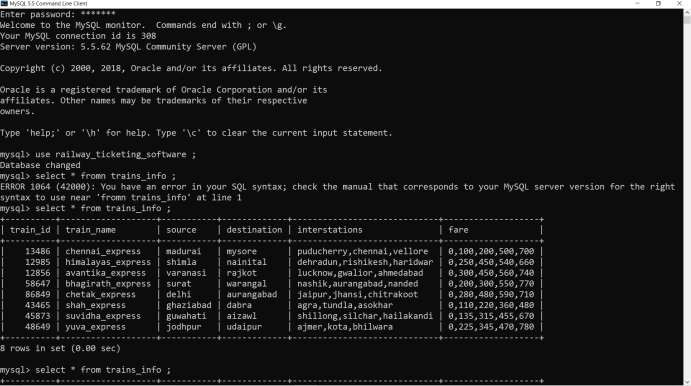 MySQL 5.5 Command Line Client
Enter password: *******
Welcome to the MySQL monitor.  Commands end with ; or \g.
Your MySQL connection id is 308
Server version: 5.5.62 MySQL Community Server (GPL)
Copyright (c) 2000, 2018, Oracle and/or its affiliates. All rights reserved.
Oracle is a registered trademark of Oracle Corporation and/or its
affiliates. Other names may be trademarks of their respective
owners.
Type 'help;' or '\h' for help. Type '\c' to clear the current input statement.
mysql> use railway_ticketing_software ;
Database changed
mysql> select * fromn trains_info ;
ERROR 1064 (42000): You have an error in your SQL syntax; check the manual that corresponds to your MySQL server version for the right
syntax to use near 'fromn trains_info' at line 1
mysql> select * from trains_info ;
| train_id | train_name | source | destination | interstations | fare |
| 13486 | chennai_express | madurai | mysore | puducherry,chennai,vellore | 0,100,200,500,700
| 12985 | himalayas_express | shimla | nainital | dehradun,rishikesh,haridwar | 0,250,450,540,660
| 12856 | avantika_express | varanasi | rajkot | lucknow,gwalior,ahmedabad | 0,300,450,560,740
| 58647 | bhagirath_express | surat | warangal | nashik,aurangabad,nanded | 0,200,300,550,770
| 86849 | chetak_express | delhi | aurangabad | jaipur,jhansi,chitrakoot | 0,280,480,590,710
| 43465 | shan_express | ghaziabad | dabra | agra,tundla,asokhar | 0,110,220,360,480
| 45873 | suvidha_express | guwahati | aizawl | shillong,silchar,hailakandi | 0,135,315,455,670
| 48649 | yuva_express | jodhpur | udaipur | ajmer,kota,bhilwara | 0,225,345,470,780
8 rows in set (0.00 sec)
mysql> select * from trains_info ;